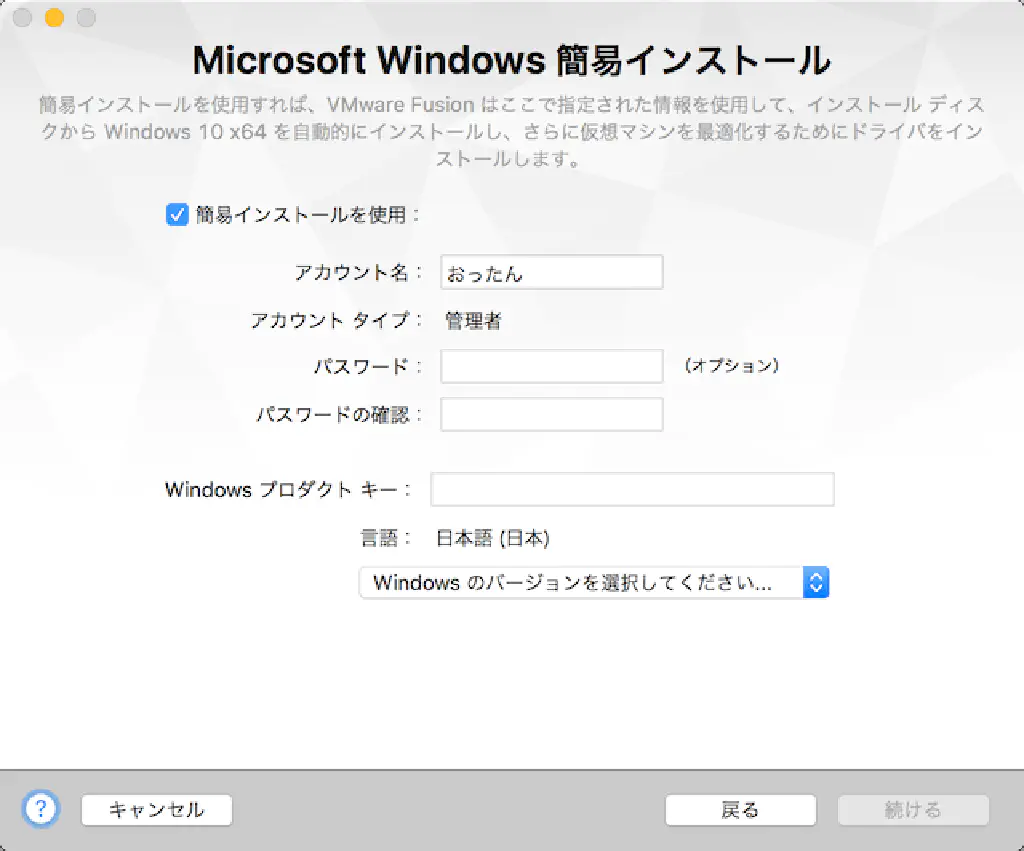 Microsoft Windows 簡易インストール
簡易インストールを使用すれば、VMware Fusion はここで指定された情報を使用して、インストール ディス
クから Windows 10 x64 を自動的にインストールし、さらに仮想マシンを最適化するためにドライバをイン
ストールします。
簡易インストールを使用：
アカウント名： おったん
アカウント タイプ： 管理者
パスワード： （オプション）
パスワードの確認：
Windows プロダクト キー：
言語： 日本語 (日本)
Windows のバージョンを選択してください...
? キャンセル 戻る 続ける